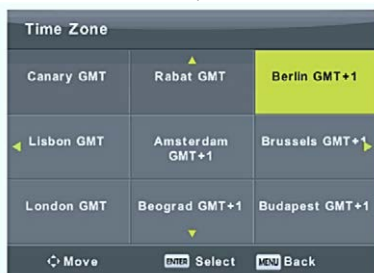 Time Zone
Canary GMT
Rabat GMT
Berlin GMT+1
Lisbon GMT
Amsterdam
GMT+1
Brussels GMT+1
London GMT
Beograd GMT+1
Budapest GMT+1
Move
ENTER Select
MENU Back